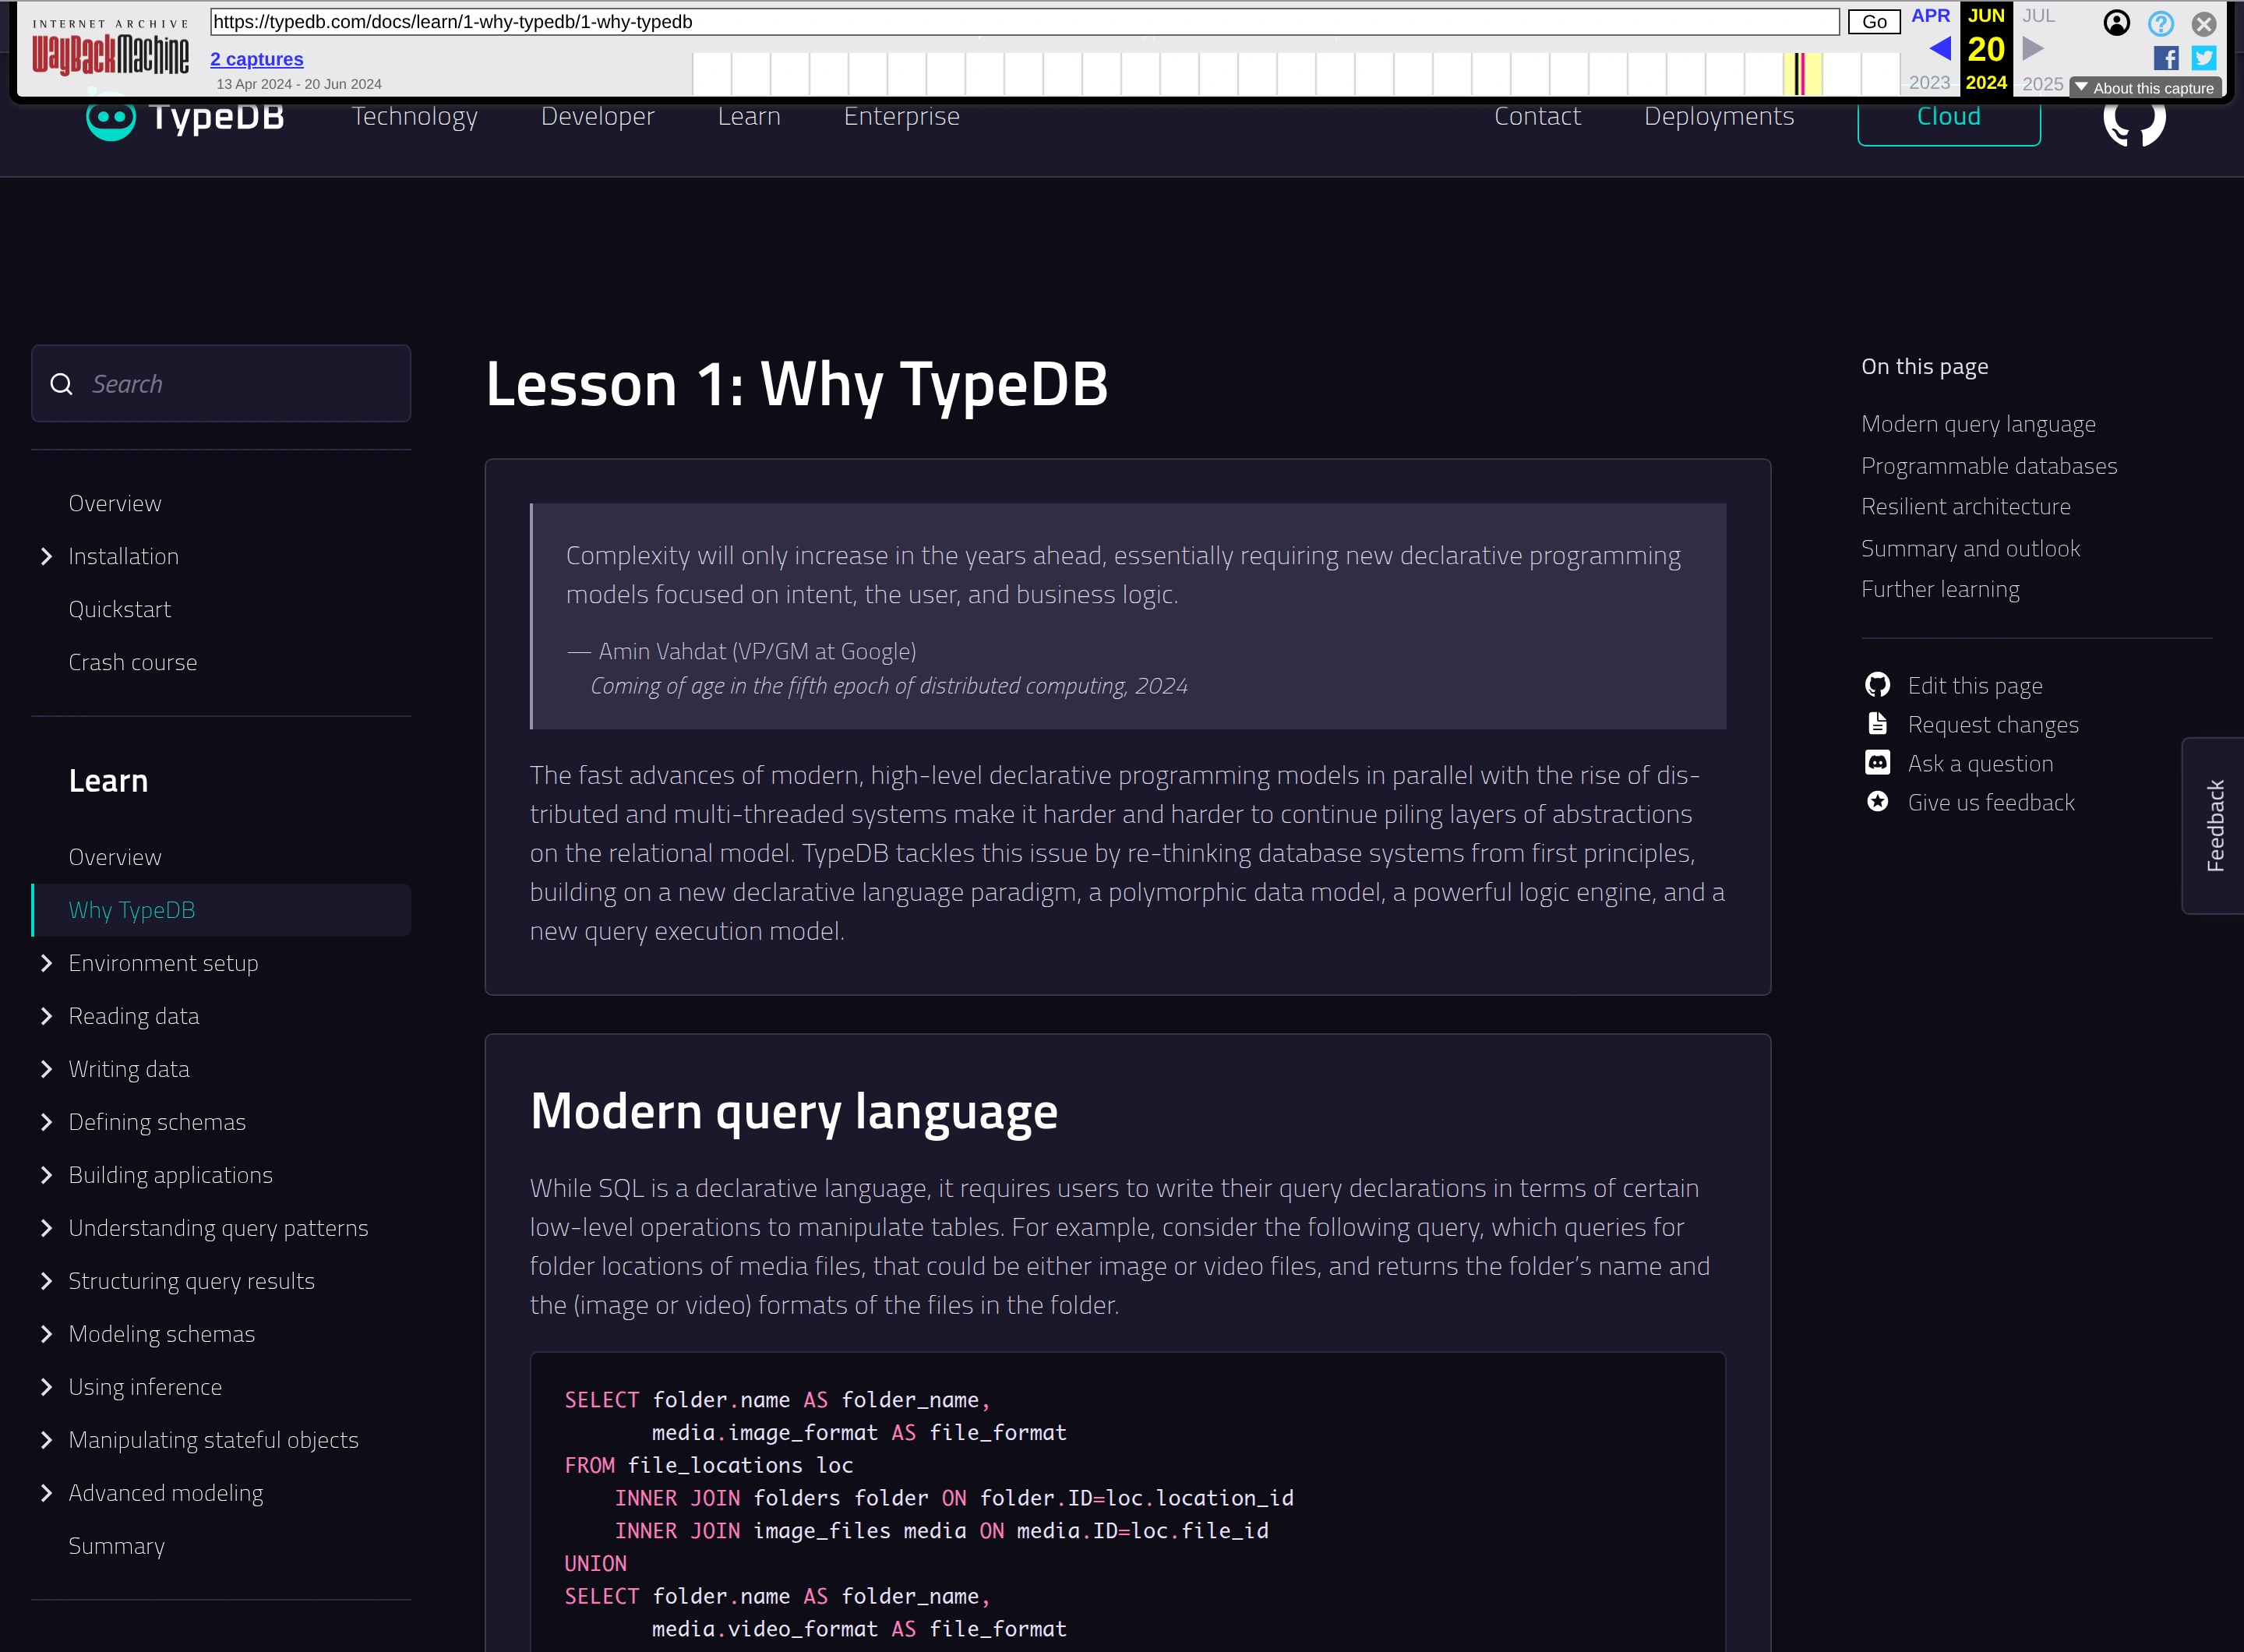 INTERNET ARCHIVE
WayBackMachine
https://typedb.com/docs/learn/1-why-typedb/1-why-typedb
Go
APR
JUN
JUL
2 captures
20
13 Apr 2024 - 20 Jun 2024
2023
2024
2025
About this capture
TypeDB
Technology
Developer
Learn
Enterprise
Contact
Deployments
Cloud
Search
Overview
Installation
Quickstart
Crash course
Learn
Overview
Why TypeDB
Environment setup
Reading data
Writing data
Defining schemas
Building applications
Understanding query patterns
Structuring query results
Modeling schemas
Using inference
Manipulating stateful objects
Advanced modeling
Summary
Lesson 1: Why TypeDB
Complexity will only increase in the years ahead, essentially requiring new declarative programming
models focused on intent, the user, and business logic.
— Amin Vahdat (VP/GM at Google)
Coming of age in the fifth epoch of distributed computing, 2024
The fast advances of modern, high-level declarative programming models in parallel with the rise of dis-
tributed and multi-threaded systems make it harder and harder to continue piling layers of abstractions
on the relational model. TypeDB tackles this issue by re-thinking database systems from first principles,
building on a new declarative language paradigm, a polymorphic data model, a powerful logic engine, and a
new query execution model.
Modern query language
While SQL is a declarative language, it requires users to write their query declarations in terms of certain
low-level operations to manipulate tables. For example, consider the following query, which queries for
folder locations of media files, that could be either image or video files, and returns the folder’s name and
the (image or video) formats of the files in the folder.
SELECT folder.name AS folder_name,
       media.image_format AS file_format
FROM file_locations loc
    INNER JOIN folders folder ON folder.ID=loc.location_id
    INNER JOIN image_files media ON media.ID=loc.file_id
UNION
SELECT folder.name AS folder_name,
       media.video_format AS file_format
On this page
Modern query language
Programmable databases
Resilient architecture
Summary and outlook
Further learning
Edit this page
Request changes
Ask a question
Give us feedback
Feedback